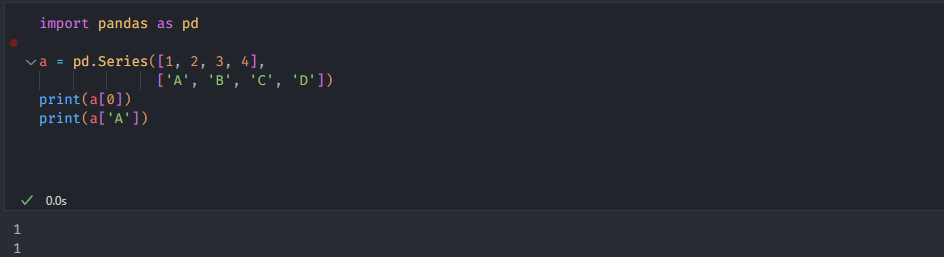 import pandas as pd
a = pd.Series([1, 2, 3, 4],
['A', 'B', 'C', 'D'])
print(a[0])
print(a['A'])
0.0s
1
1